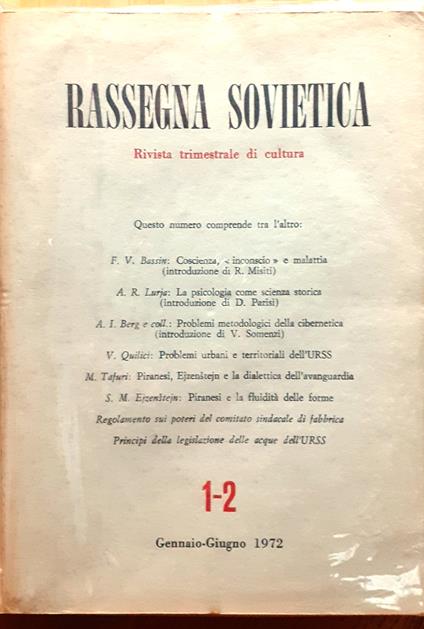 RASSEGNA SOVIETICA
Rivista trimestrale di cultura
Questo numero comprende tra l'altro:
F. V. Bassin: Coscienza, « inconscio » e malattia
(introduzione di R. Misiti)
A. R. Lurja: La psicologia come scienza storica
(introduzione di D. Parisi)
A. I. Berg e coll.: Problemi metodologici della cibernetica
(introduzione di V. Somenzi)
V. Quilici: Problemi urbani e territoriali dell'URSS
M. Tafuri: Piranesi, Ejzenštejn e la dialettica dell'avanguardia
S. M. Ejzenštejn: Piranesi e la fluidità delle forme
Regolamento sui poteri del comitato sindacale di fabbrica
Principi della legislazione delle acque dell'URSS
1-2
Gennaio-Giugno 1972